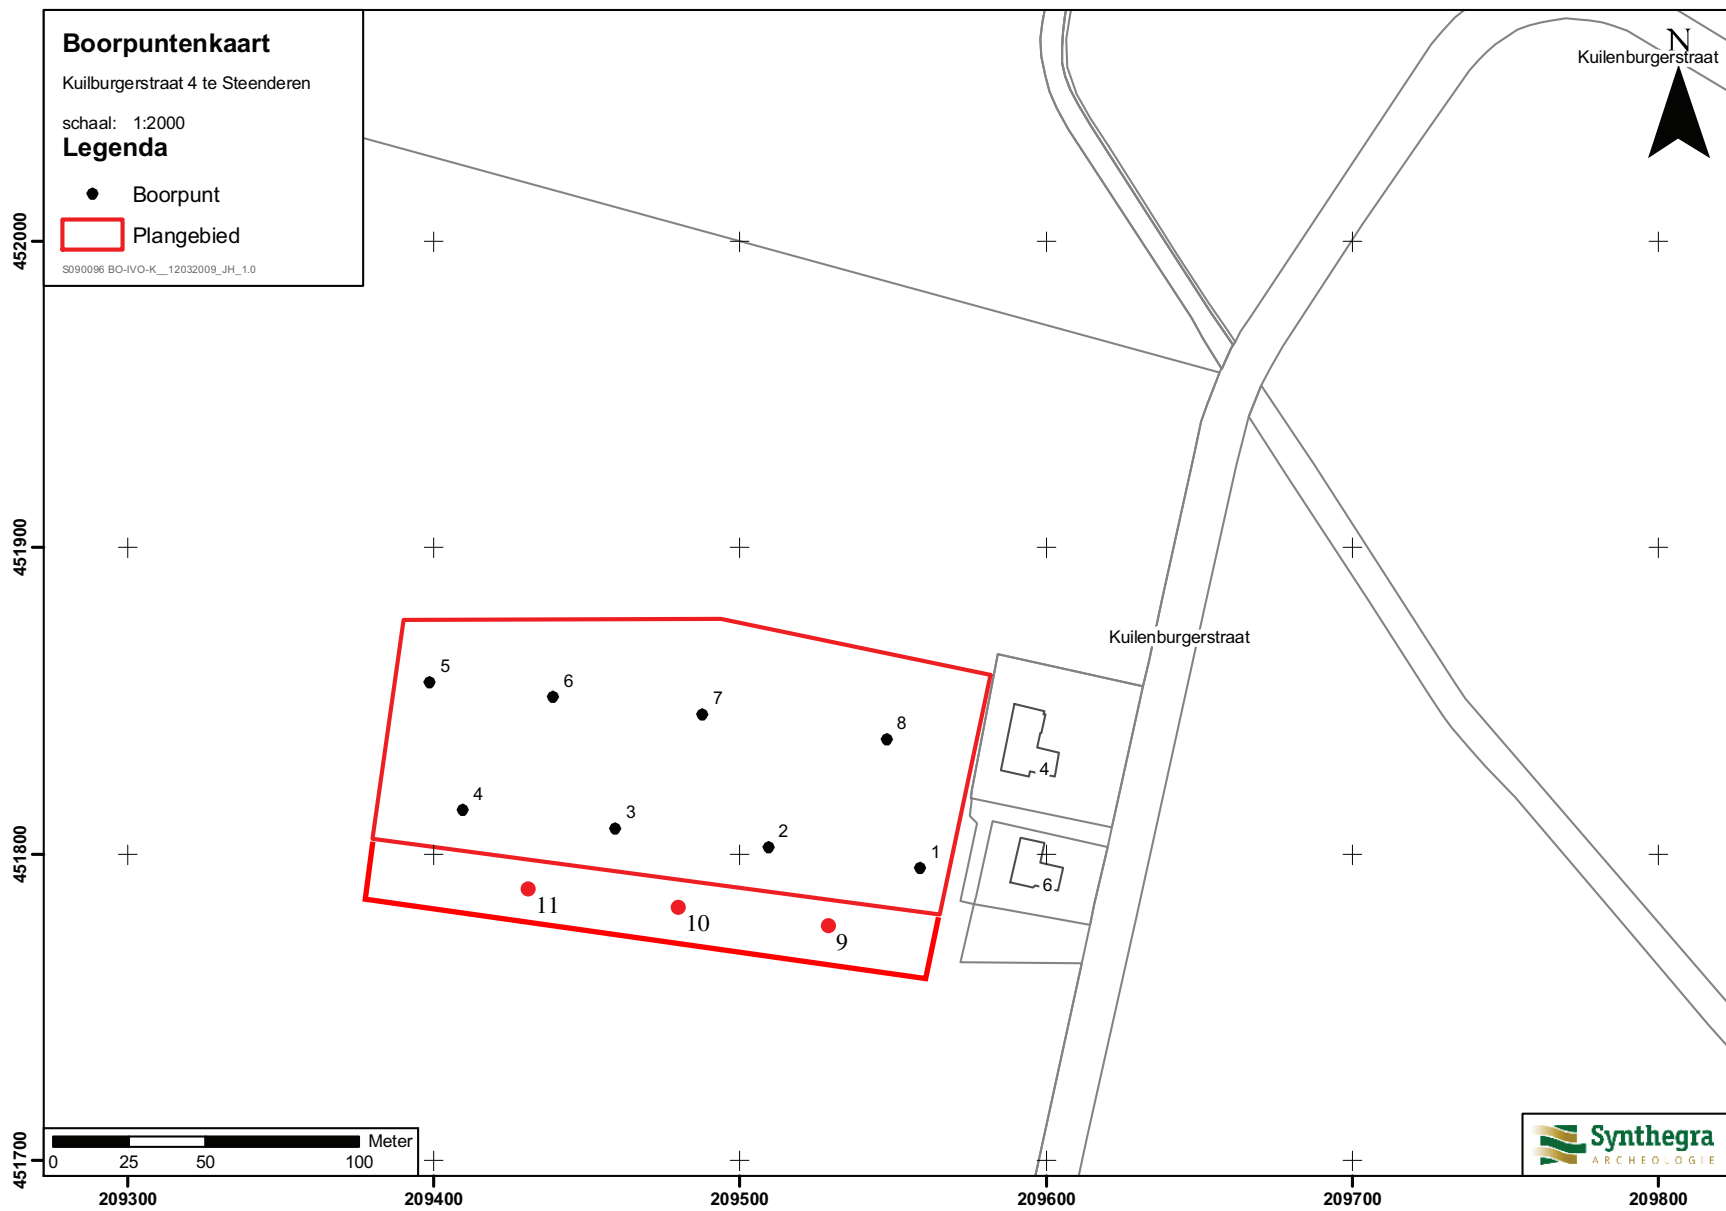 Boorpuntenkaart
Kuilburgerstraat 4 te Steenderen
schaal: 1:2000
Legenda
Boorpunt
Plangebied
S090096 BO-IVO-K__12032009_JH_1.0
N
Kuilenburgerstraat
452000
451900
451800
451700
Kuilenburgerstraat
5
6
7
8
4
3
2
1
11
10
9
4
6
Meter
0 25 50 100
Synthegra
ARCHEOLOGIE
209300 209400 209500 209600 209700 209800